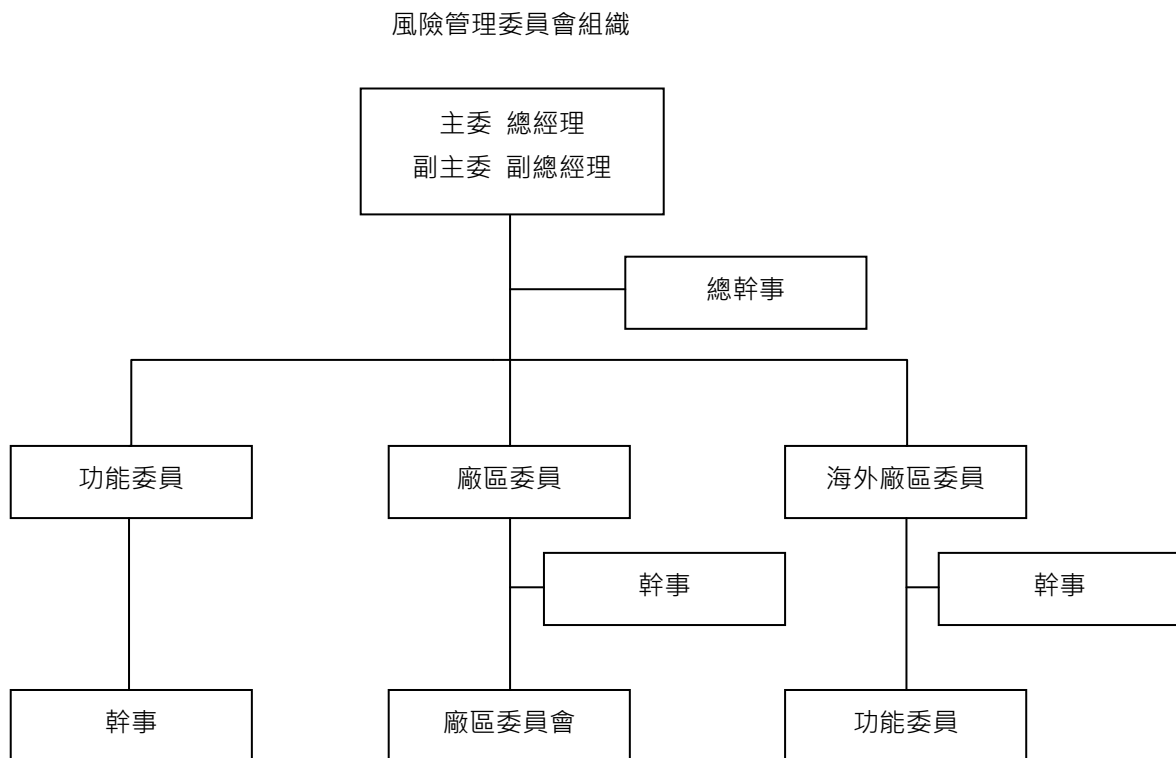 風險管理委員會組織
主委 總經理
副主委 副總經理
總幹事
功能委員
廠區委員
海外廠區委員
幹事
幹事
幹事
廠區委員會
功能委員